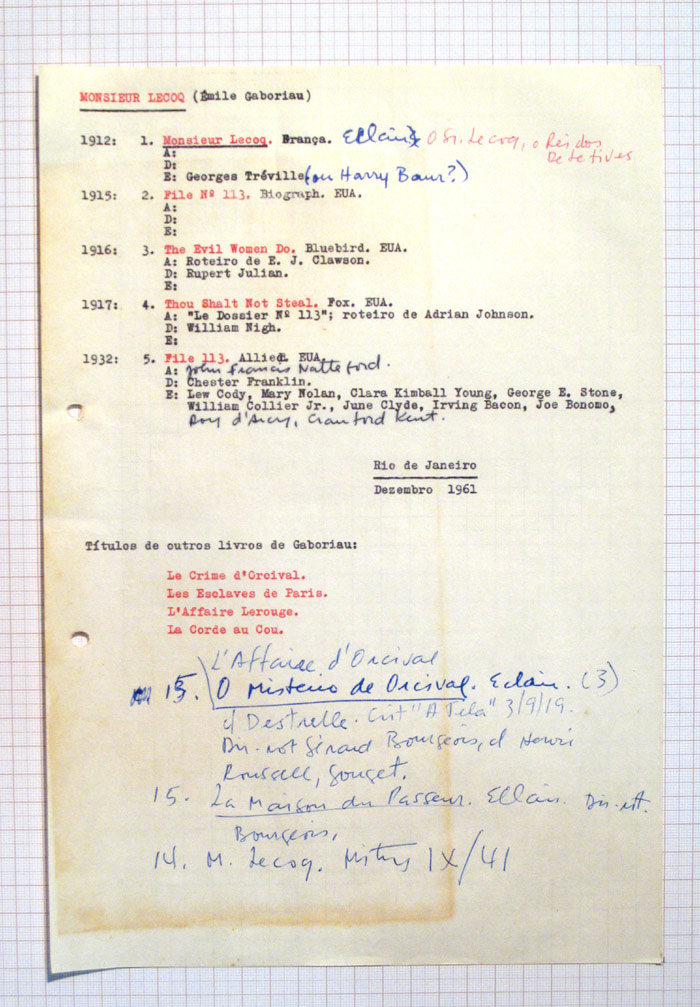 MONSIEUR LECOQ (Émile Gaboriau)
1912: 1. Monsieur Lecoq. França. Eclair O Sr. Lecoq, o Rei dos
Detetives
A:
D:
E: Georges Tréville (ou Harry Baur?)
1915: 2. File Nº 113. Biograph. EUA.
A:
D:
E:
1916: 3. The Evil Women Do. Bluebird. EUA.
A: Roteiro de E. J. Clawson.
D: Rupert Julian.
E:
1917: 4. Thou Shalt Not Steal. Fox. EUA.
A: "Le Dossier Nº 113"; roteiro de Adrian Johnson.
D: William Nigh.
E:
1932: 5. File 113. Allied. EUA.
A: John Francis Natteford.
D: Chester Franklin.
E: Lew Cody, Mary Nolan, Clara Kimball Young, George E. Stone,
William Collier Jr., June Clyde, Irving Bacon, Joe Bonomo,
Roy d'Arcy, Crauford Kent.
Rio de Janeiro
Dezembro 1961
Títulos de outros livros de Gaboriau:
Le Crime d'Orcival.
Les Esclaves de Paris.
L'Affaire Lerouge.
La Corde au Cou.
L'Affaire d'Orcival
15. O Misterio de Orcival. Eclair. (3)
d Destrelle. Cit "A Tela" 3/9/19.
Dir. Gérard Bourgeois, d Henri
Roussell, Gouget.
15. La Maison du Passeur. Eclair. Dir.
Bourgeois.
14. M. Lecoq. IX/41